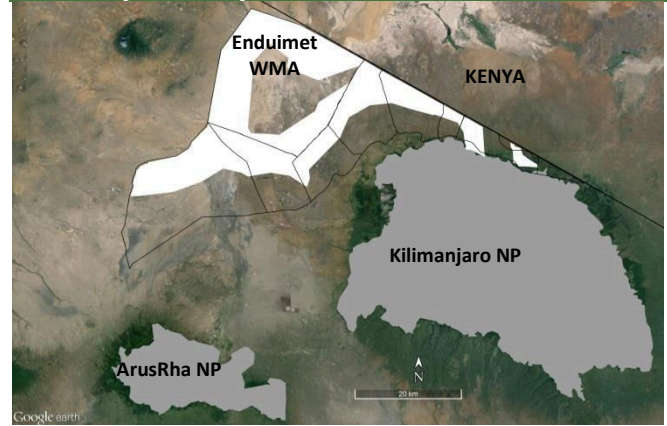 Enduimet
WMA
KENYA
Kilimanjaro NP
ArusRha NP
N
20 km
Google earth